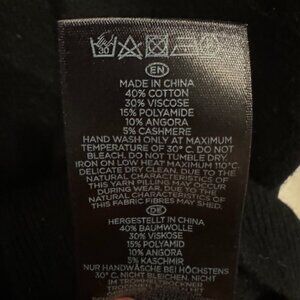 30
EN
MADE IN CHINA
40% COTTON
30% VISCOSE
15% POLYAMIDE
10% ANGORA
5% CASHMERE
HAND WASH ONLY AT MAXIMUM
TEMPERATURE OF 30° C. DO NOT
BLEACH. DO NOT TUMBLE DRY.
IRON ON LOW HEAT MAXIMUM 110°C.
DELICATE DRY CLEAN. DUE TO THE
NATURAL CHARACTERISTICS OF
THIS YARN PILLING MAY OCCUR
DURING WEAR. DUE TO THE NATURAL
CHARACTERISTICS OF
THIS FABRIC FIBRES MAY SHED.
DE
HERGESTELLT IN CHINA
40% BAUMWOLLE
30% VISKOSE
15% POLYAMID
10% ANGORA
5% KASCHMIR
NUR HANDWÄSCHE BEI HÖCHSTENS
30° C. NICHT BLEICHEN. NICHT
IM TROMMELTROCKNER